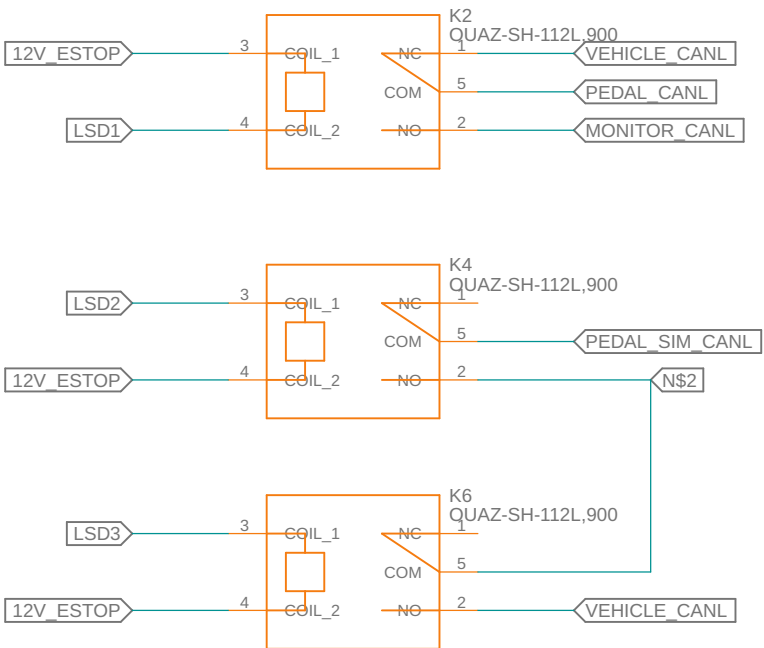 K2
QUAZ-SH-112L,900
12V_ESTOP 3 COIL_1 NC 1 VEHICLE_CANL
COM 5 PEDAL_CANL
LSD1 4 COIL_2 NO 2 MONITOR_CANL
K4
QUAZ-SH-112L,900
LSD2 3 COIL_1 NC 1
COM 5 PEDAL_SIM_CANL
12V_ESTOP 4 COIL_2 NO 2 N$2
K6
QUAZ-SH-112L,900
LSD3 3 COIL_1 NC 1
COM 5
12V_ESTOP 4 COIL_2 NO 2 VEHICLE_CANL